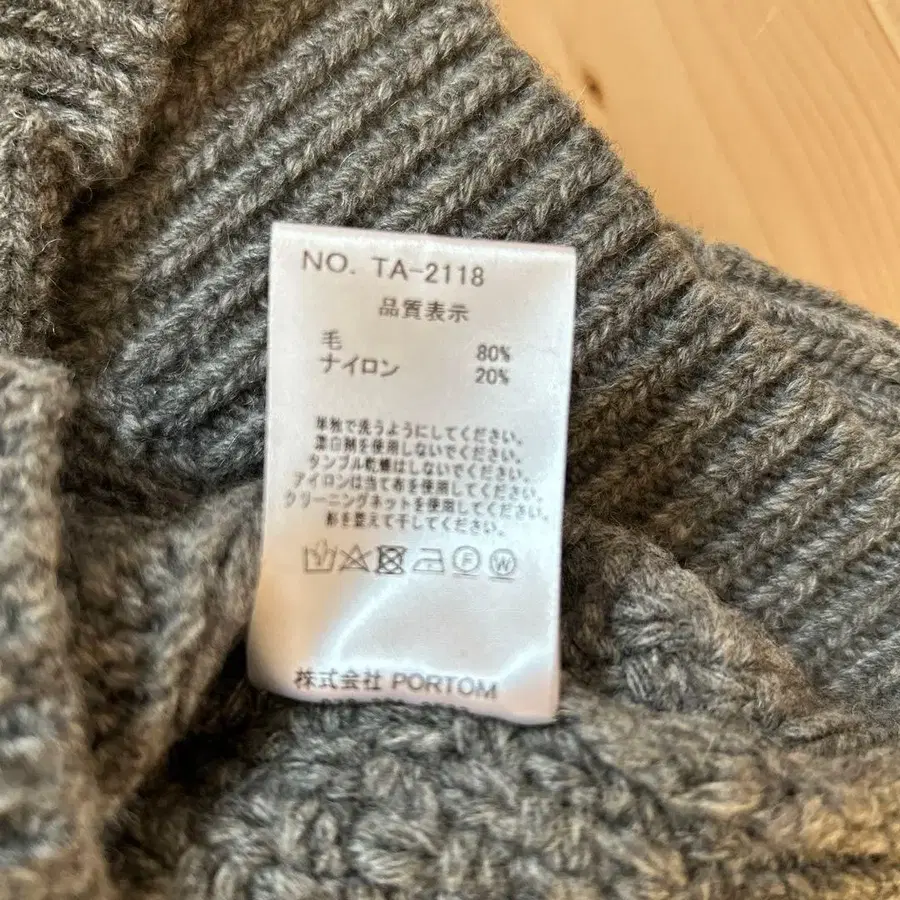 NO. TA-2118
品質表示
毛 80%
ナイロン 20%
単独で洗うようにしてください。
漂白剤を使用しないでください。
タンブル乾燥はしないでください。
アイロンは当て布を使用してください。
クリーニングネットを使用してください。
形を整えて干してください。
F W
株式会社 PORTOM